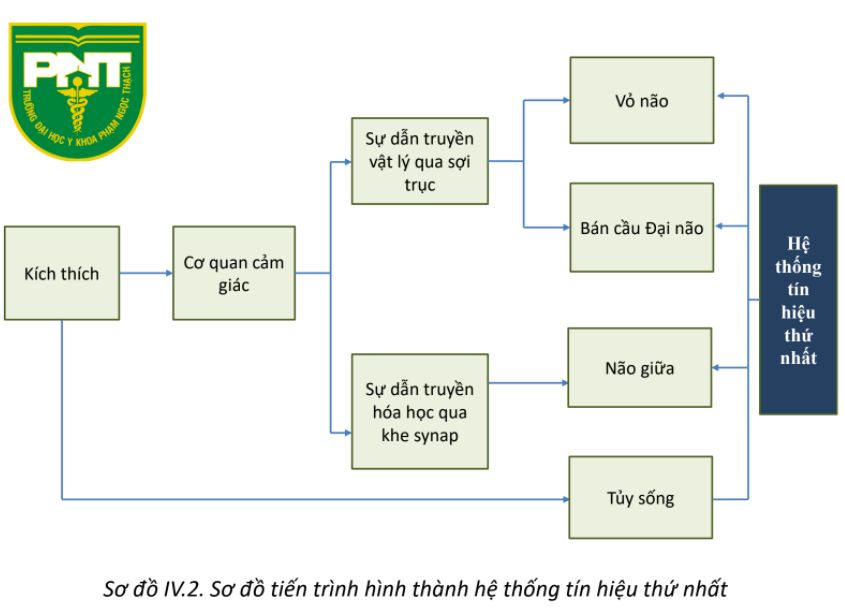 PNT
TRƯỜNG ĐẠI HỌC Y KHOA PHẠM NGỌC THẠCH
Kích thích
Cơ quan cảm
giác
Sự dẫn truyền
vật lý qua sợi
trục
Sự dẫn truyền
hóa học qua
khe synap
Vỏ não
Bán cầu Đại não
Não giữa
Tủy sống
Hệ
thống
tín
hiệu
thứ
nhất
Sơ đồ IV.2. Sơ đồ tiến trình hình thành hệ thống tín hiệu thứ nhất